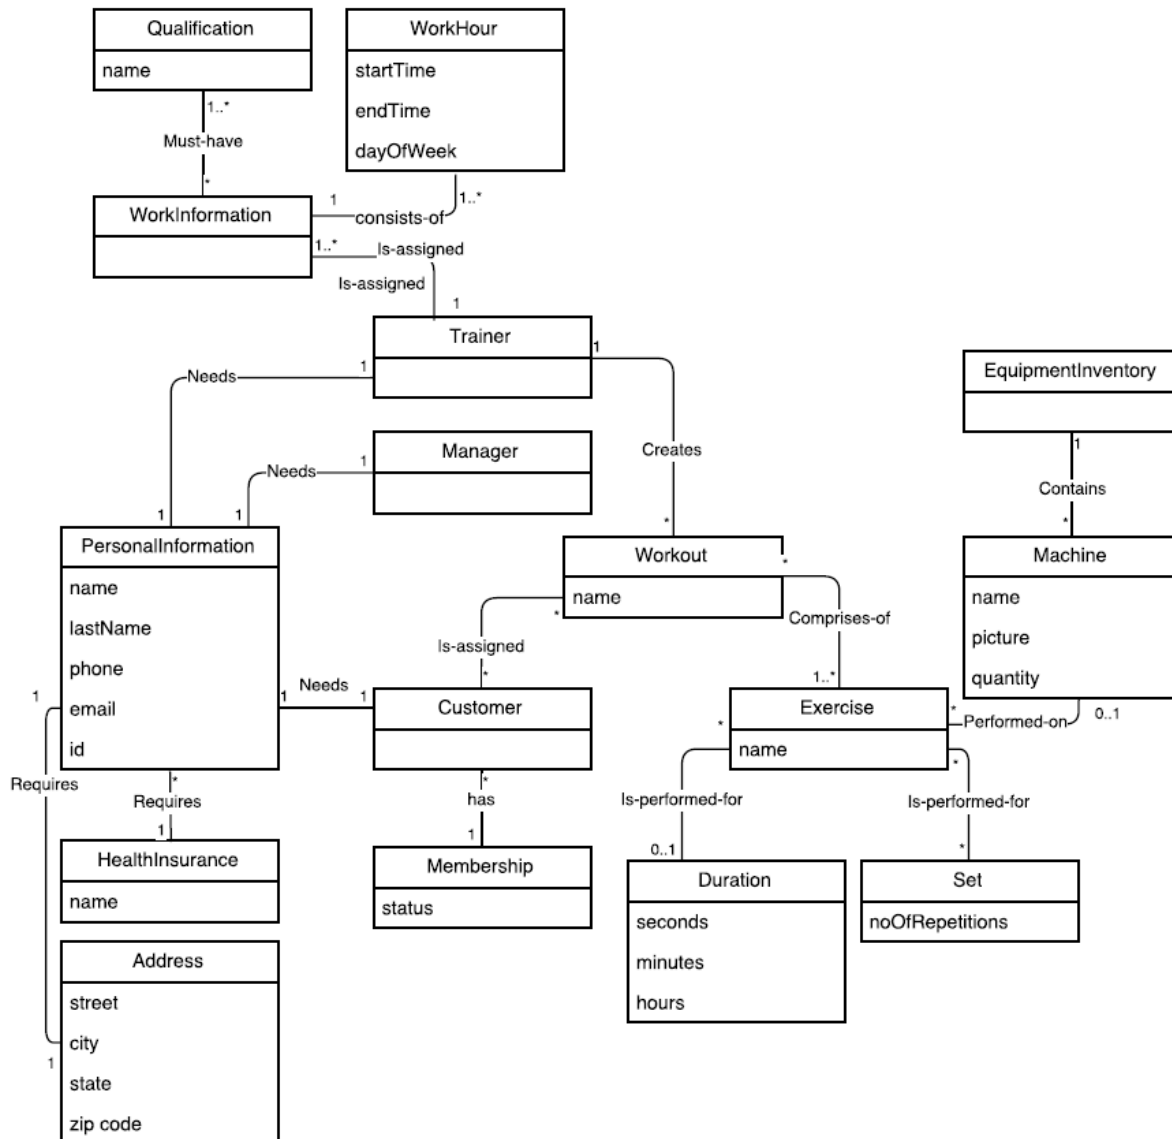 Qualification
name
WorkHour
startTime
endTime
dayOfWeek
1..*
Must-have
*
WorkInformation
1
consists-of
1..*
1..*
Is-assigned
Is-assigned
1
Trainer
1
Needs
1
1
Creates
*
Manager
1
Needs
1
EquipmentInventory
1
Contains
*
PersonalInformation
name
lastName
phone
email
id
Workout
name
*
Comprises-of
1..*
*
Is-assigned
*
Machine
name
picture
quantity
1
Needs
1
Customer
Exercise
name
*
Performed-on
0..1
1
Requires
1
*
Requires
1
*
has
1
*
Is-performed-for
0..1
*
Is-performed-for
*
HealthInsurance
name
Membership
status
Duration
seconds
minutes
hours
Set
noOfRepetitions
Address
street
city
state
zip code